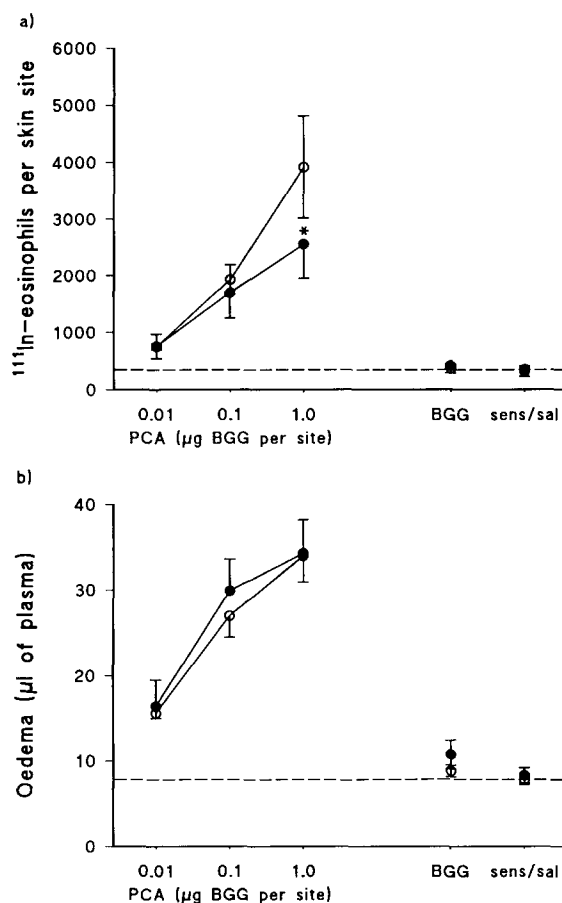 a)
6000
5000
4000
3000
2000
1000
0
¹¹¹In-eosinophils per skin site
*
0.01 0.1 1.0 BGG sens/sal
PCA (µg BGG per site)
b)
40
30
20
10
0
Oedema (µl of plasma)
0.01 0.1 1.0 BGG sens/sal
PCA (µg BGG per site)